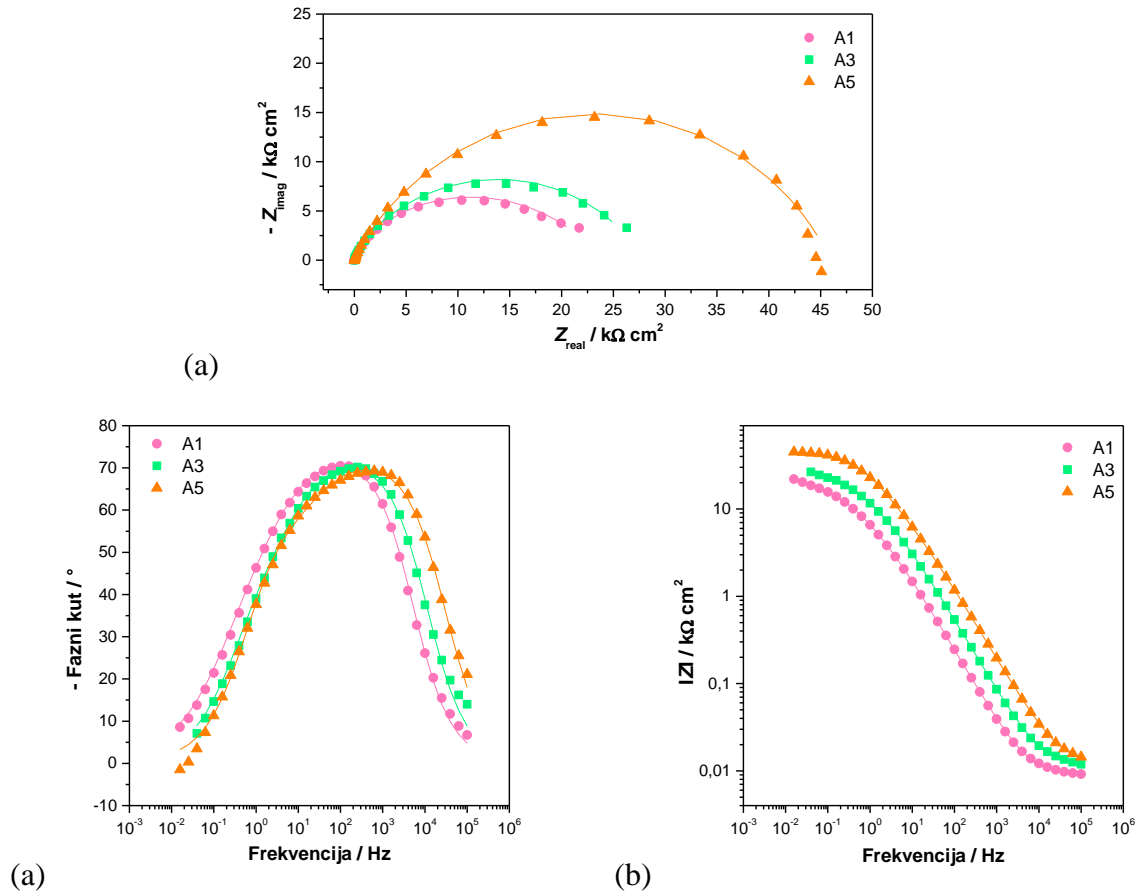 25
20
15
10
5
0
- Z_imag / kΩ cm²
A1
A3
A5
0 5 10 15 20 25 30 35 40 45 50
Z_real / kΩ cm²
(a)
80
70
60
50
40
30
20
10
0
-10
- Fazni kut / °
A1
A3
A5
10⁻³ 10⁻² 10⁻¹ 10⁰ 10¹ 10² 10³ 10⁴ 10⁵ 10⁶
Frekvencija / Hz
(a)
10
1
0,1
0,01
|Z| / kΩ cm²
A1
A3
A5
10⁻³ 10⁻² 10⁻¹ 10⁰ 10¹ 10² 10³ 10⁴ 10⁵ 10⁶
Frekvencija / Hz
(b)